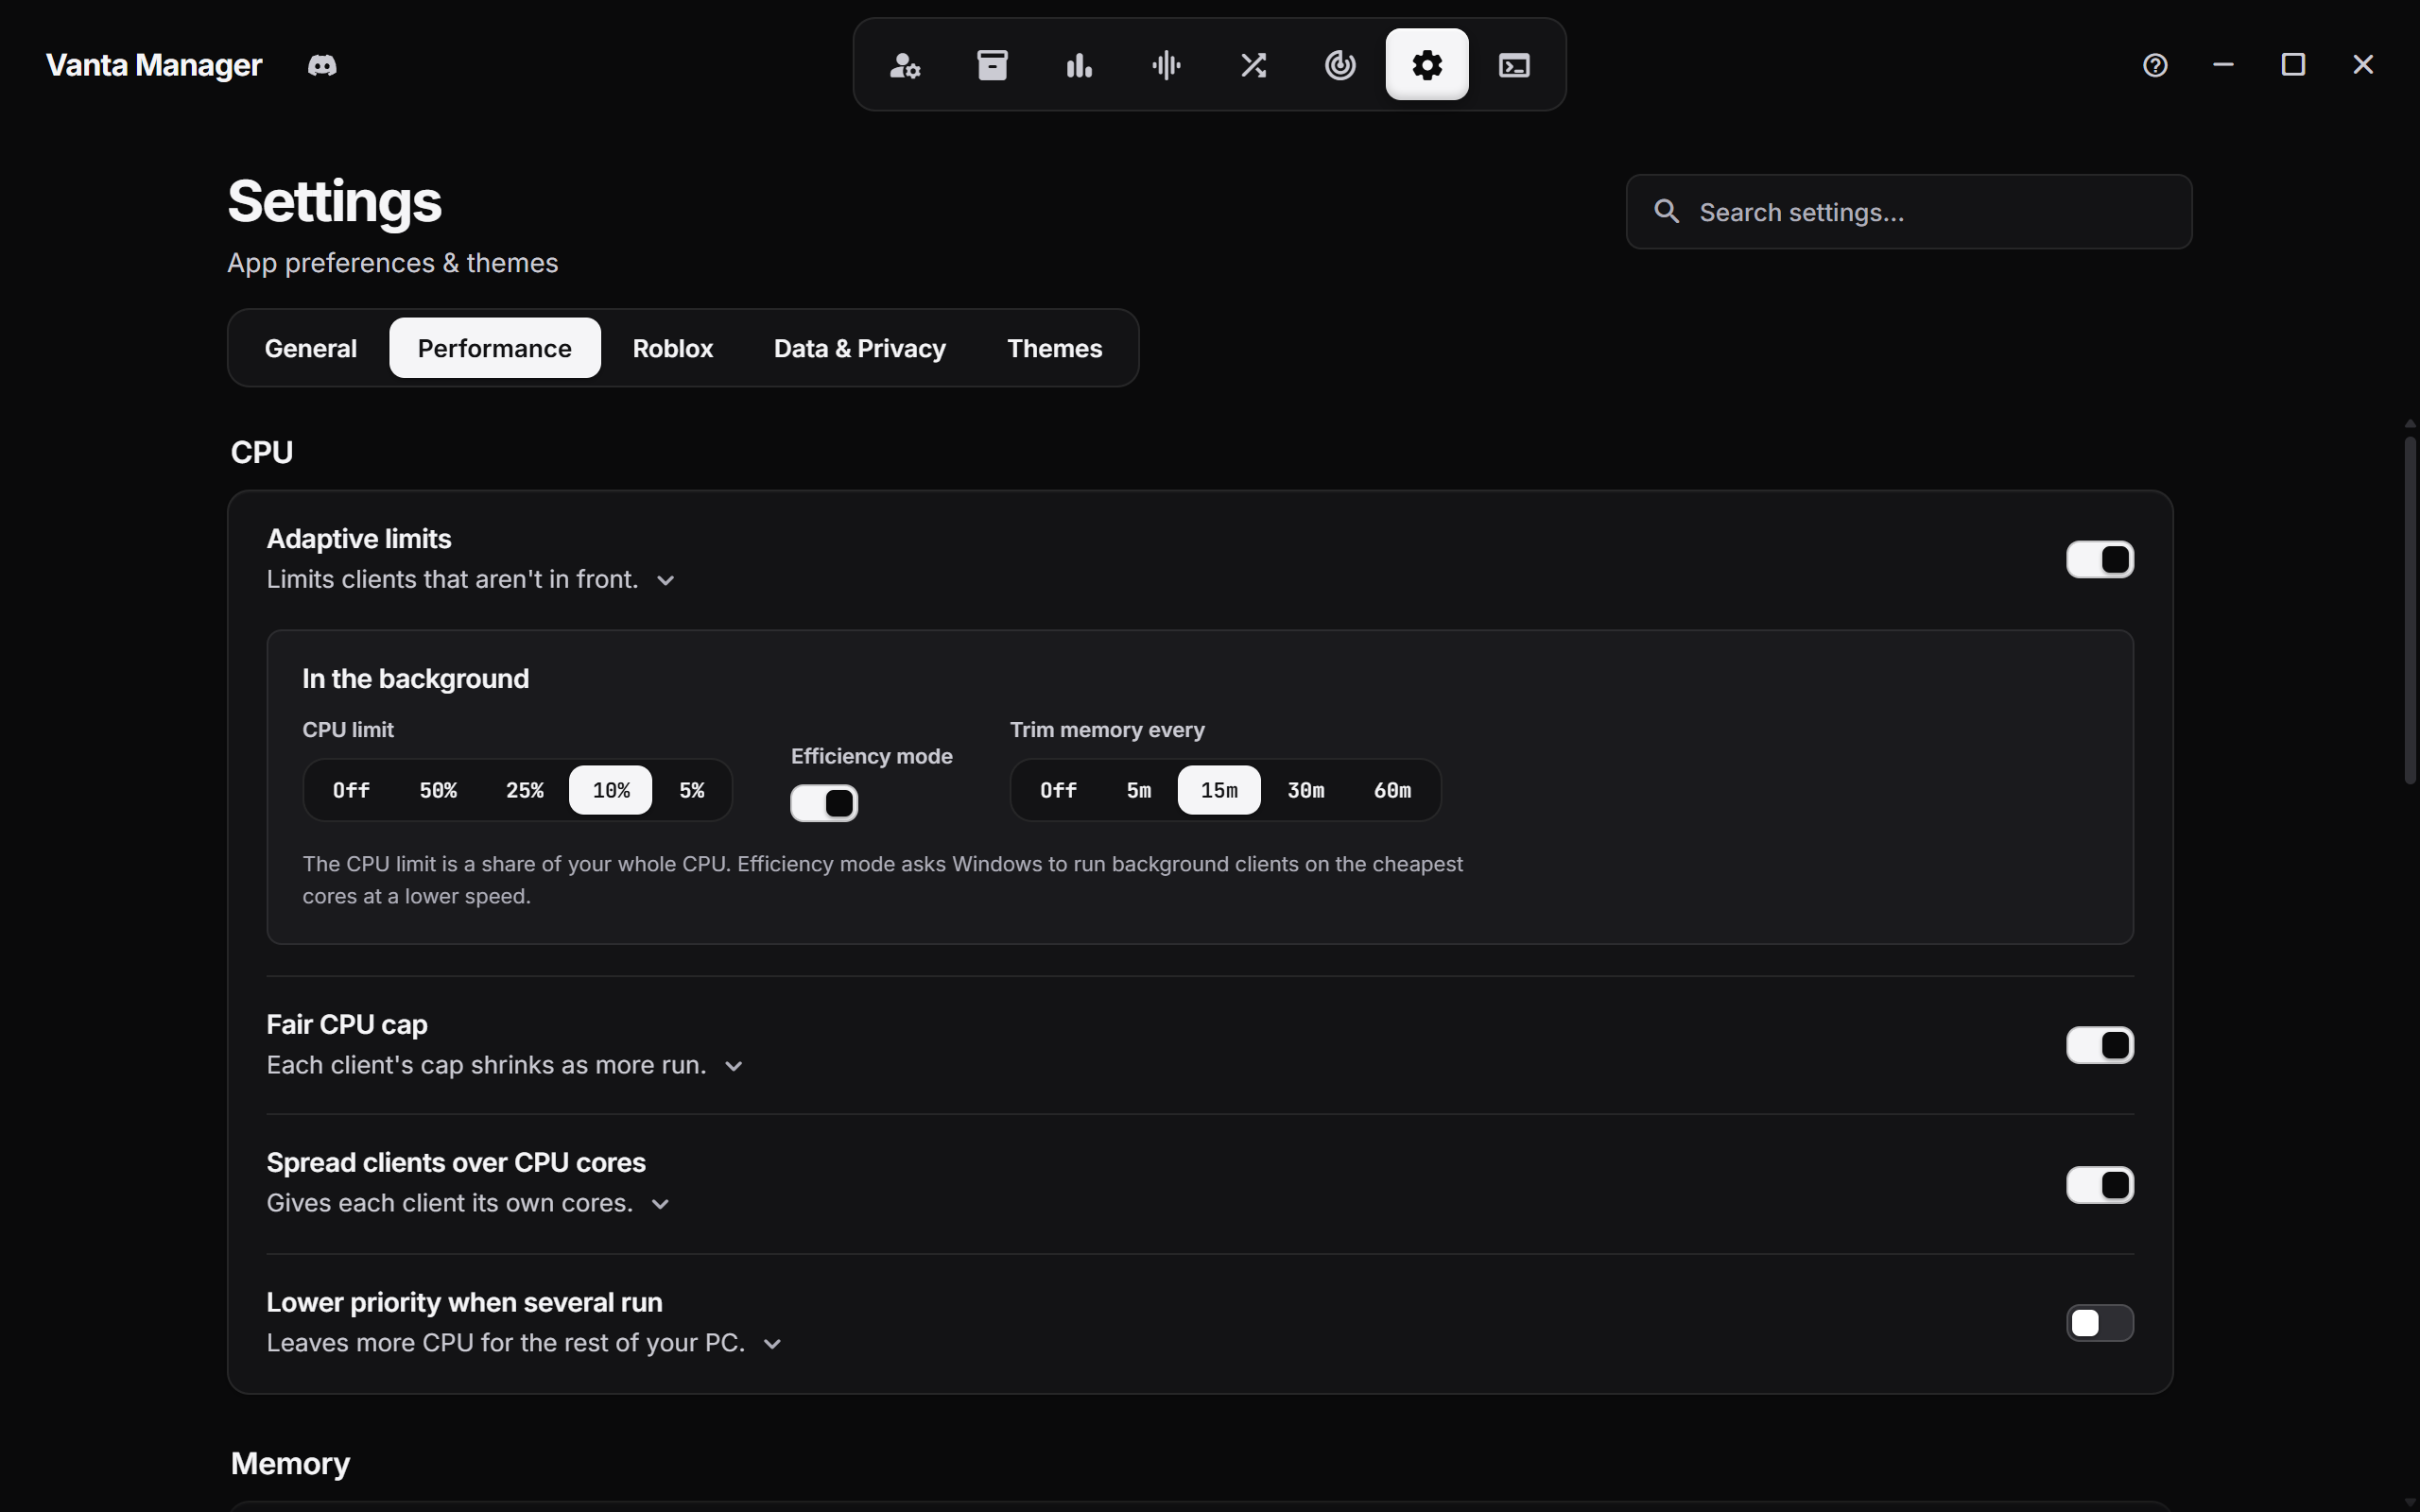 Vanta Manager
Settings
Search settings...
App preferences & themes
General Performance Roblox Data & Privacy Themes
CPU
Adaptive limits
Limits clients that aren't in front.
In the background
CPU limit
Off 50% 25% 10% 5%
Efficiency mode
Trim memory every
Off 5m 15m 30m 60m
The CPU limit is a share of your whole CPU. Efficiency mode asks Windows to run background clients on the cheapest
cores at a lower speed.
Fair CPU cap
Each client's cap shrinks as more run.
Spread clients over CPU cores
Gives each client its own cores.
Lower priority when several run
Leaves more CPU for the rest of your PC.
Memory